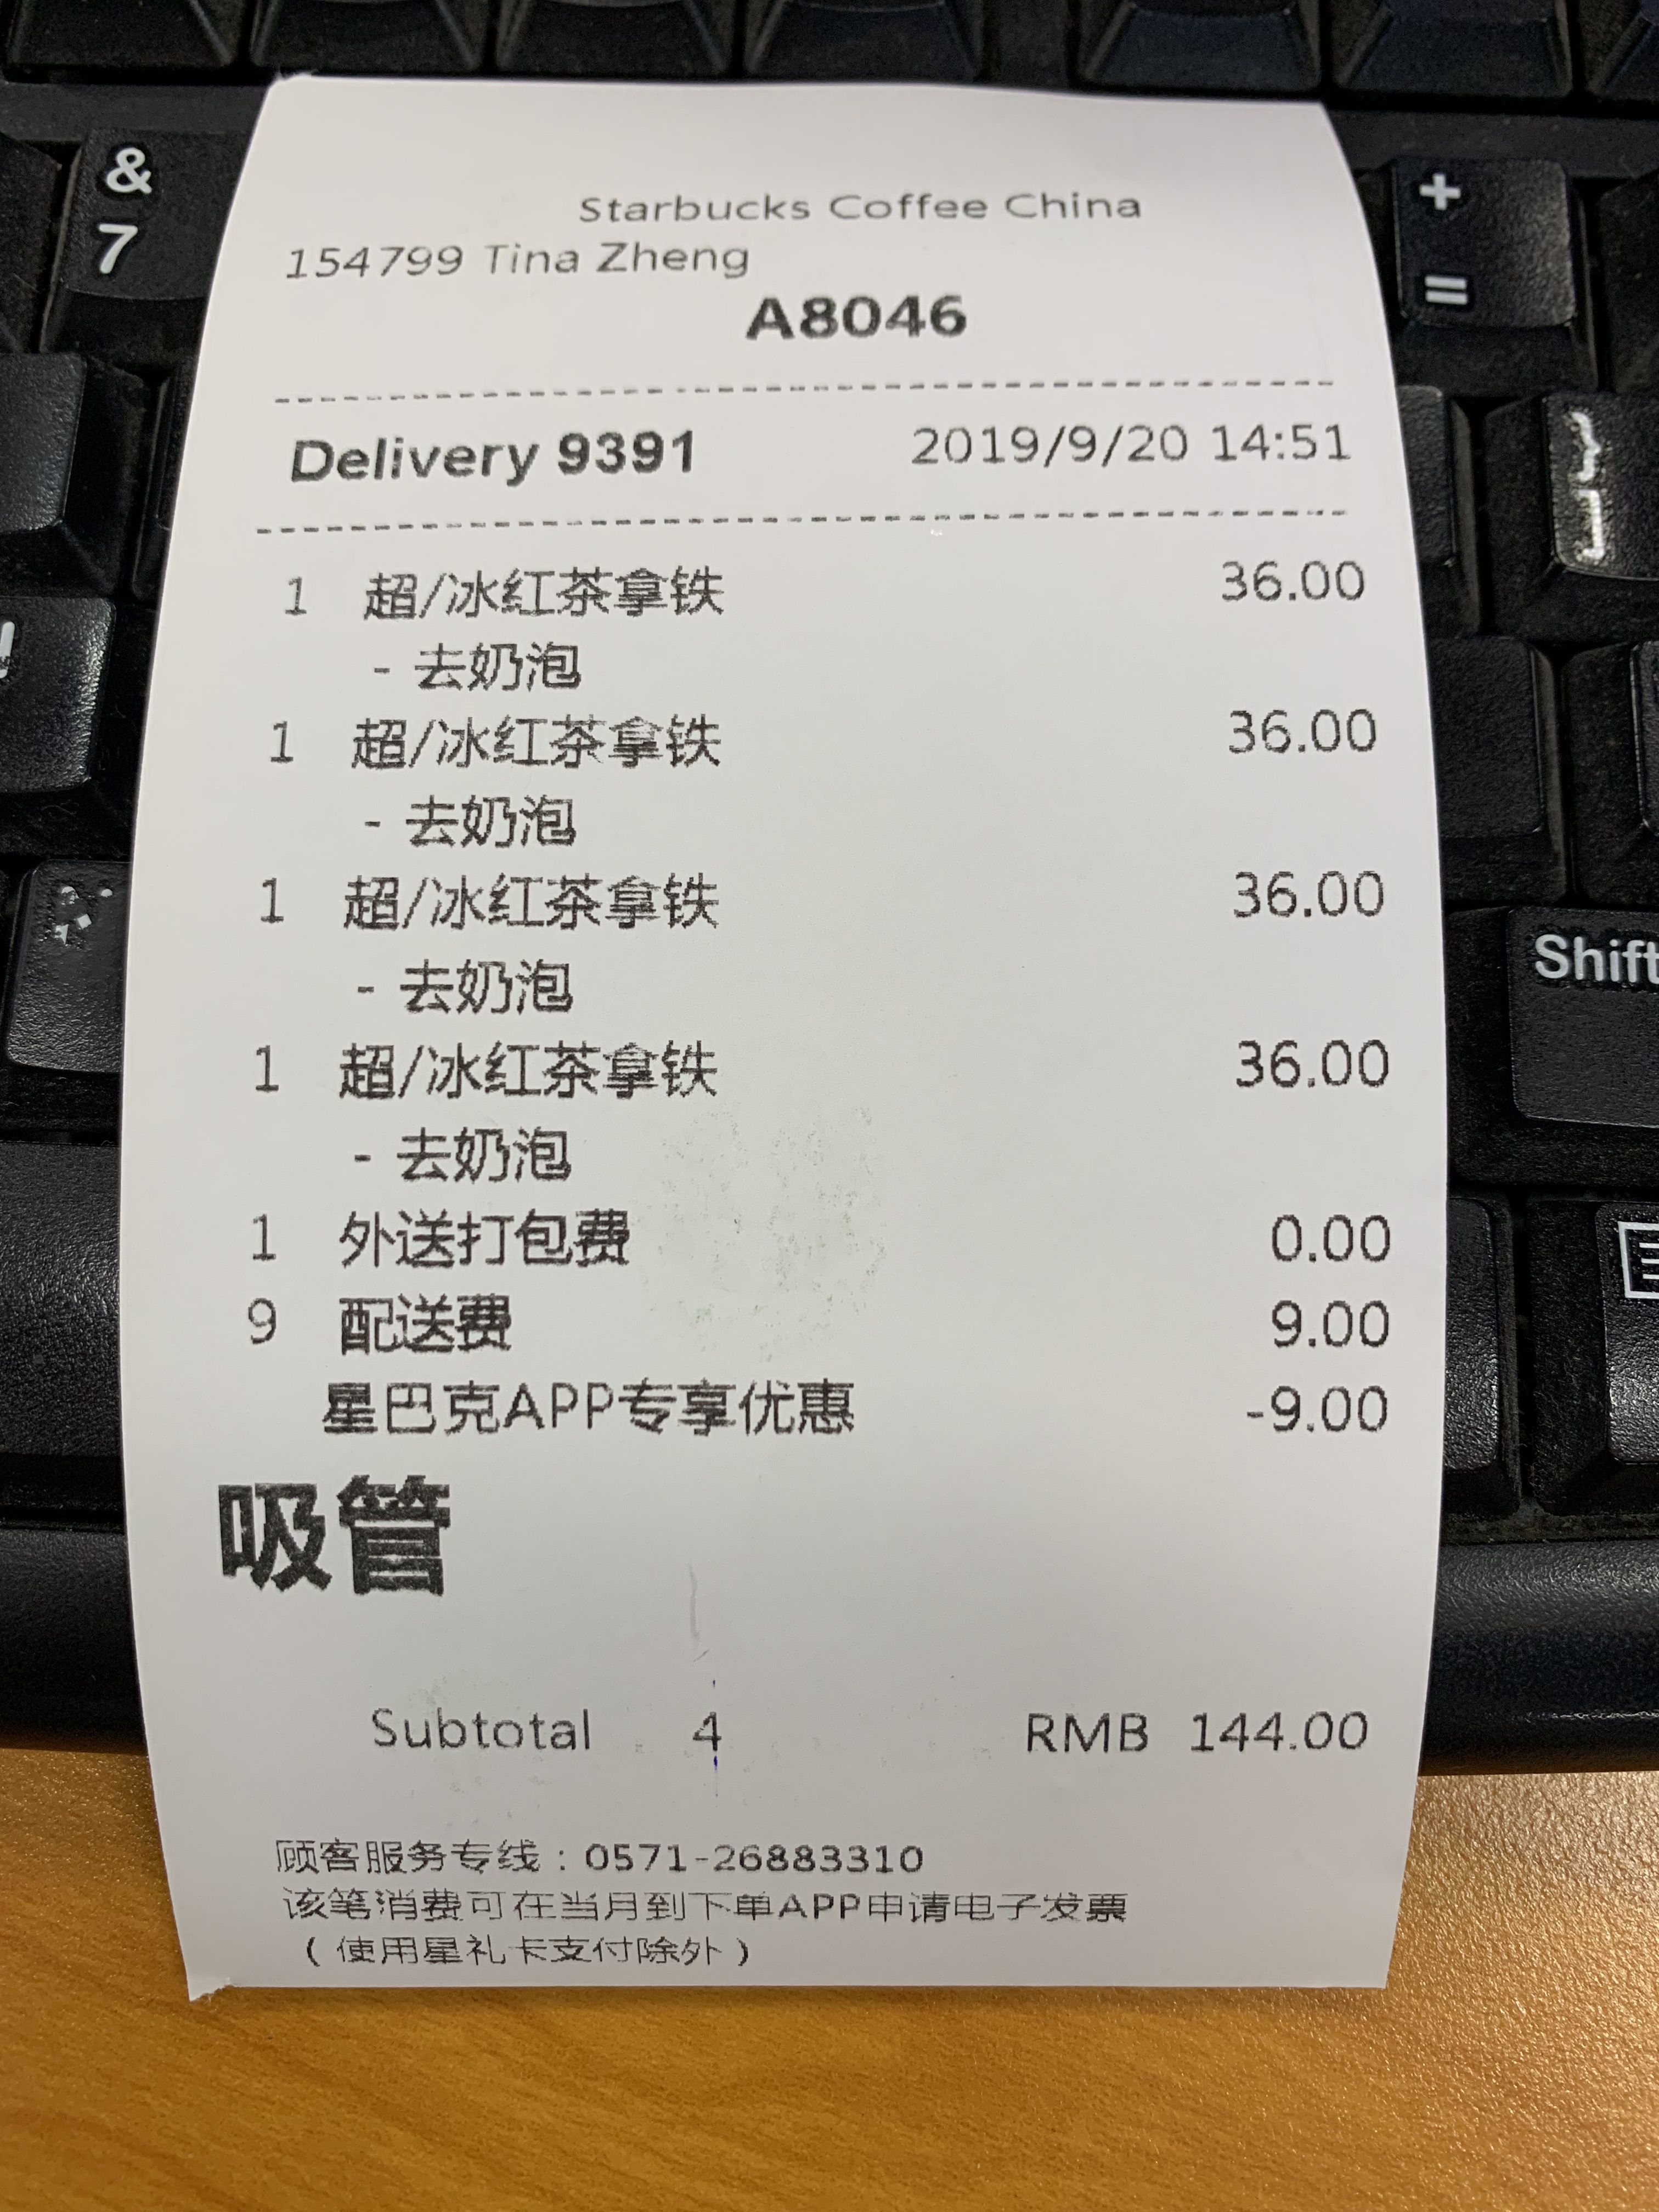 &
7
+
=
Shift
Starbucks Coffee China
154799 Tina Zheng
A8046
Delivery 9391 2019/9/20 14:51
1 超/冰红茶拿铁 36.00
- 去奶泡
1 超/冰红茶拿铁 36.00
- 去奶泡
1 超/冰红茶拿铁 36.00
- 去奶泡
1 超/冰红茶拿铁 36.00
- 去奶泡
1 外送打包费 0.00
9 配送费 9.00
星巴克APP专享优惠 -9.00
吸管
Subtotal 4 RMB 144.00
顾客服务专线：0571-26883310
该笔消费可在当月到下单APP申请电子发票
（使用星礼卡支付除外）